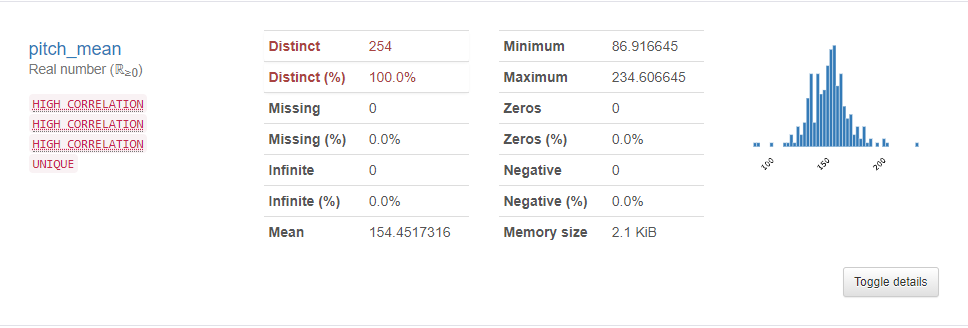 pitch_mean
Real number (ℝ≥0)
HIGH CORRELATION
HIGH CORRELATION
HIGH CORRELATION
UNIQUE
Distinct 254
Distinct (%) 100.0%
Missing 0
Missing (%) 0.0%
Infinite 0
Infinite (%) 0.0%
Mean 154.4517316
Minimum 86.916645
Maximum 234.606645
Zeros 0
Zeros (%) 0.0%
Negative 0
Negative (%) 0.0%
Memory size 2.1 KiB
100 150 200
Toggle details